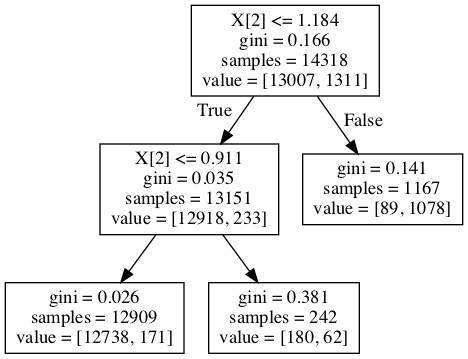 X[2] <= 1.184
gini = 0.166
samples = 14318
value = [13007, 1311]
True
False
X[2] <= 0.911
gini = 0.035
samples = 13151
value = [12918, 233]
gini = 0.141
samples = 1167
value = [89, 1078]
gini = 0.026
samples = 12909
value = [12738, 171]
gini = 0.381
samples = 242
value = [180, 62]